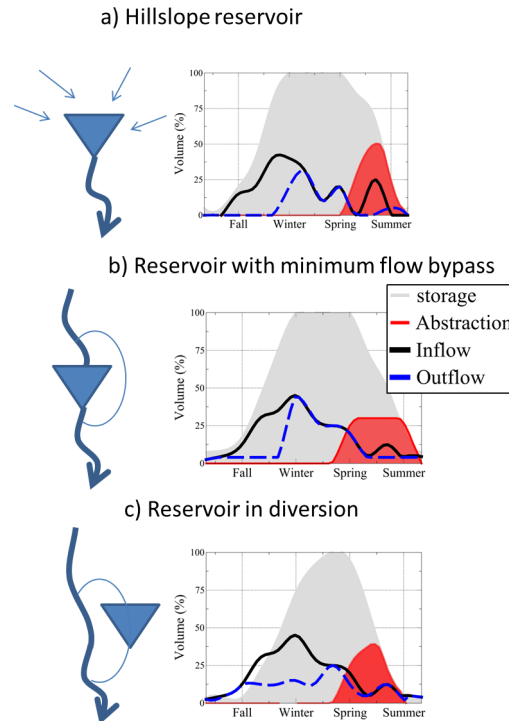 a) Hillslope reservoir
100
75
50
25
0
Volume (%)
Fall Winter Spring Summer
b) Reservoir with minimum flow bypass
100
75
50
25
0
Volume (%)
Fall Winter Spring Summer
storage
Abstraction
Inflow
Outflow
c) Reservoir in diversion
100
75
50
25
0
Volume (%)
Fall Winter Spring Summer